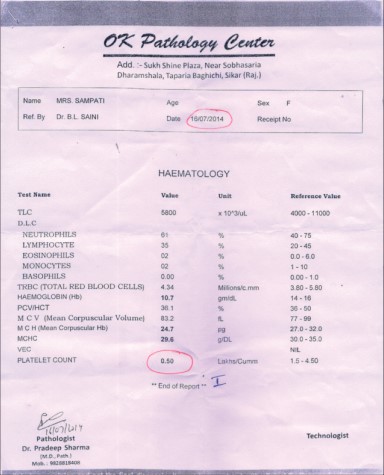 OK Pathology Center
Add. :- Sukh Shine Plaza, Near Sobhasaria
Dharamshala, Taparia Baghichi, Sikar (Raj.)
Name MRS. SAMPATI Age Sex F
Ref. By Dr. B.L. SAINI Date 16/07/2014 Receipt No
HAEMATOLOGY
Test Name Value Unit Reference Value
TLC 5800 x 10^3/uL 4000 - 11000
D.L.C
NEUTROPHILS 61 % 40 - 75
LYMPHOCYTE 35 % 20 - 45
EOSINOPHILS 02 % 0.0 - 6.0
MONOCYTES 02 % 1 - 10
BASOPHILS 0.00 % 0.00 - 1.0
TRBC (TOTAL RED BLOOD CELLS) 4.34 Millions/c.mm 3.80 - 5.80
HAEMOGLOBIN (Hb) 10.7 gm/dL 14 - 16
PCV/HCT 36.1 % 36 - 50
M C V (Mean Corpuscular Volume) 83.2 fL 77 - 99
M C H (Mean Corpuscular Hb) 24.7 pg 27.0 - 32.0
MCHC 29.6 g/DL 30.0 - 35.0
VEC NIL
PLATELET COUNT 0.50 Lakhs/Cumm 1.5 - 4.50
** End of Report ** I
16/07/2014
Pathologist Technologist
Dr. Pradeep Sharma
(M.D., Path.)